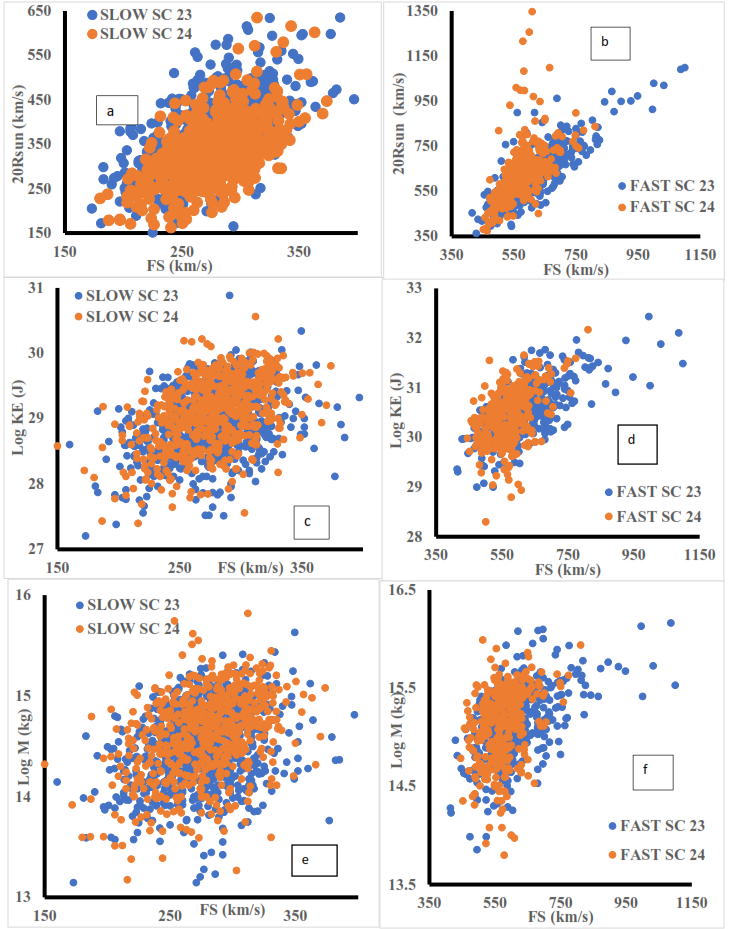 650
550
450
350
250
150
20Rsun (km/s)
SLOW SC 23
SLOW SC 24
a
150
250
350
FS (km/s)
1350
1150
950
750
550
350
20Rsun (km/s)
b
FAST SC 23
FAST SC 24
350
550
750
950
1150
FS (km/s)
31
30
29
28
27
Log KE (J)
SLOW SC 23
SLOW SC 24
c
150
250
FS (km/s)
350
33
32
31
30
29
28
Log KE (J)
d
FAST SC 23
FAST SC 24
350
550
750
950
1150
FS (km/s)
16
15
14
13
Log M (kg)
SLOW SC 23
SLOW SC 24
e
150
250
350
FS (km/s)
16.5
15.5
14.5
13.5
Log M (kg)
f
FAST SC 23
FAST SC 24
350
550
750
950
1150
FS (km/s)